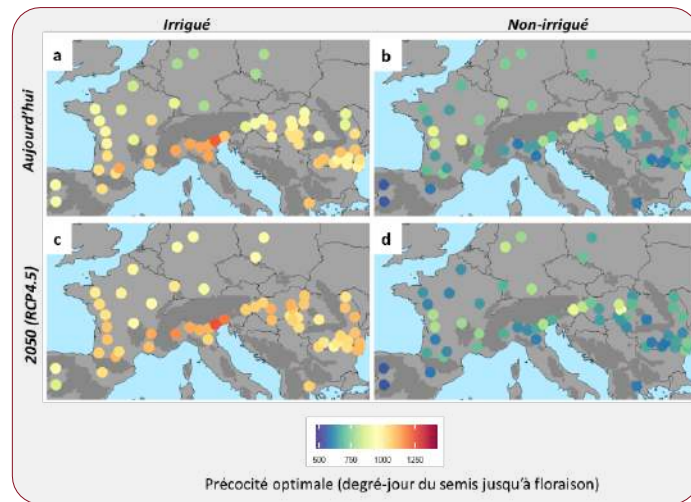 Irrigué
Non-irrigué
Aujourd'hui
a
b
2050 (RCP4.5)
c
d
500 750 1000 1250
Précocité optimale (degré-jour du semis jusqu'à floraison)